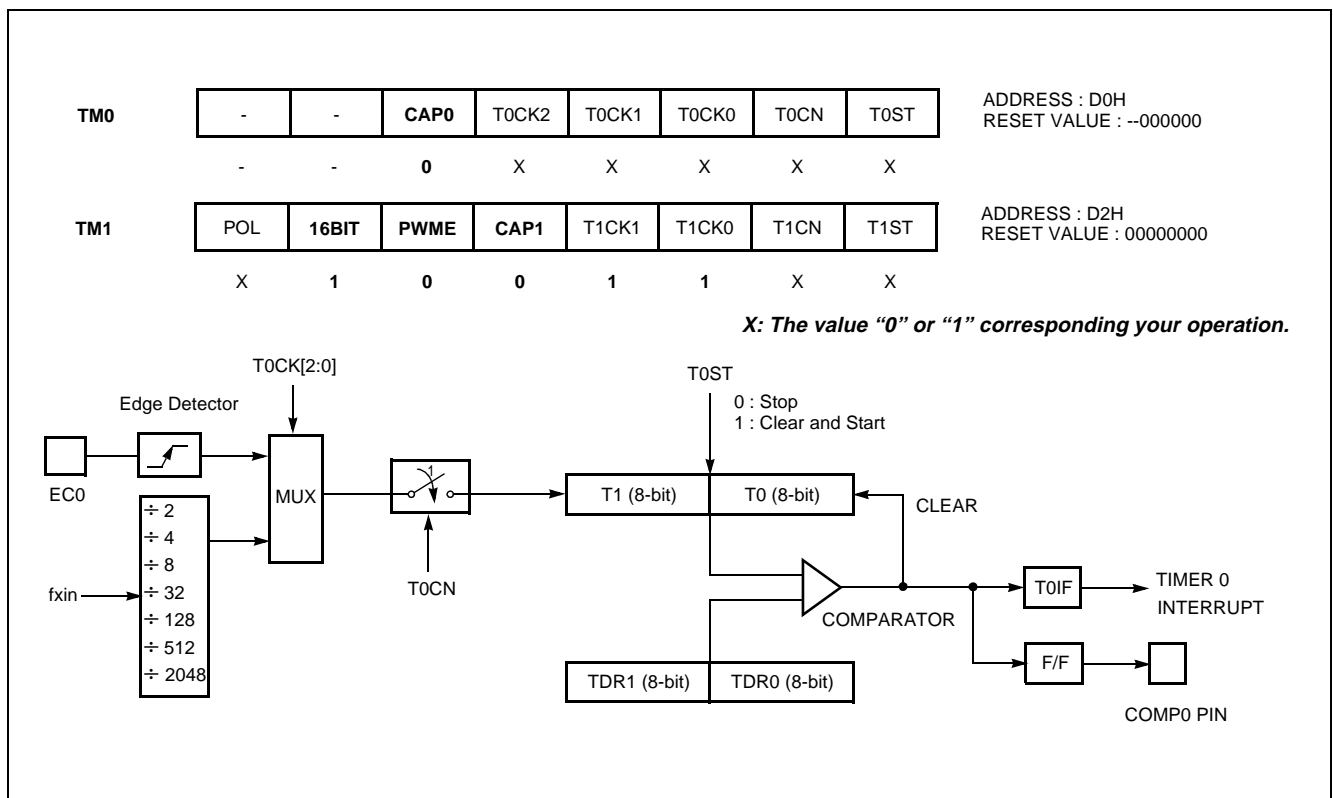 TM0 - - CAP0 T0CK2 T0CK1 T0CK0 T0CN T0ST
ADDRESS : D0H
RESET VALUE : --000000
- - 0 X X X X X
TM1 POL 16BIT PWME CAP1 T1CK1 T1CK0 T1CN T1ST
ADDRESS : D2H
RESET VALUE : 00000000
X 1 0 0 1 1 X X
X: The value “0” or “1” corresponding your operation.
T0CK[2:0]
Edge Detector
EC0
MUX
1
T0CN
fxin
÷ 2
÷ 4
÷ 8
÷ 32
÷ 128
÷ 512
÷ 2048
T0ST
0 : Stop
1 : Clear and Start
T1 (8-bit) T0 (8-bit)
CLEAR
COMPARATOR
TDR1 (8-bit) TDR0 (8-bit)
T0IF
TIMER 0
INTERRUPT
F/F
COMP0 PIN